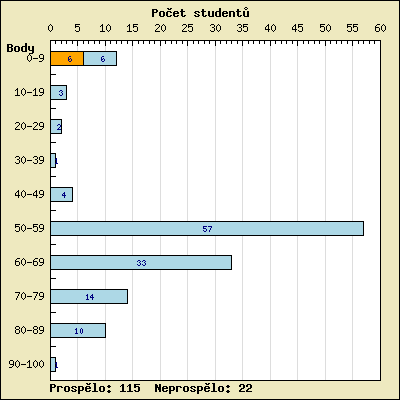 Počet studentů
0 5 10 15 20 25 30 35 40 45 50 55 60
Body
0-9 6 6
10-19 3
20-29 2
30-39 1
40-49 4
50-59 57
60-69 33
70-79 14
80-89 10
90-100 1
Prospělo: 115 Neprospělo: 22